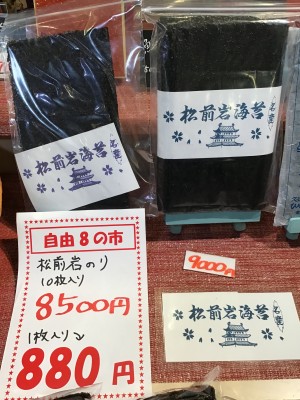 松前岩海苔
名産
松前岩海苔
名産
自由8の市
松前岩のり
10枚入り
8500円
1枚入り
880円
9000円
松前岩海苔
名産